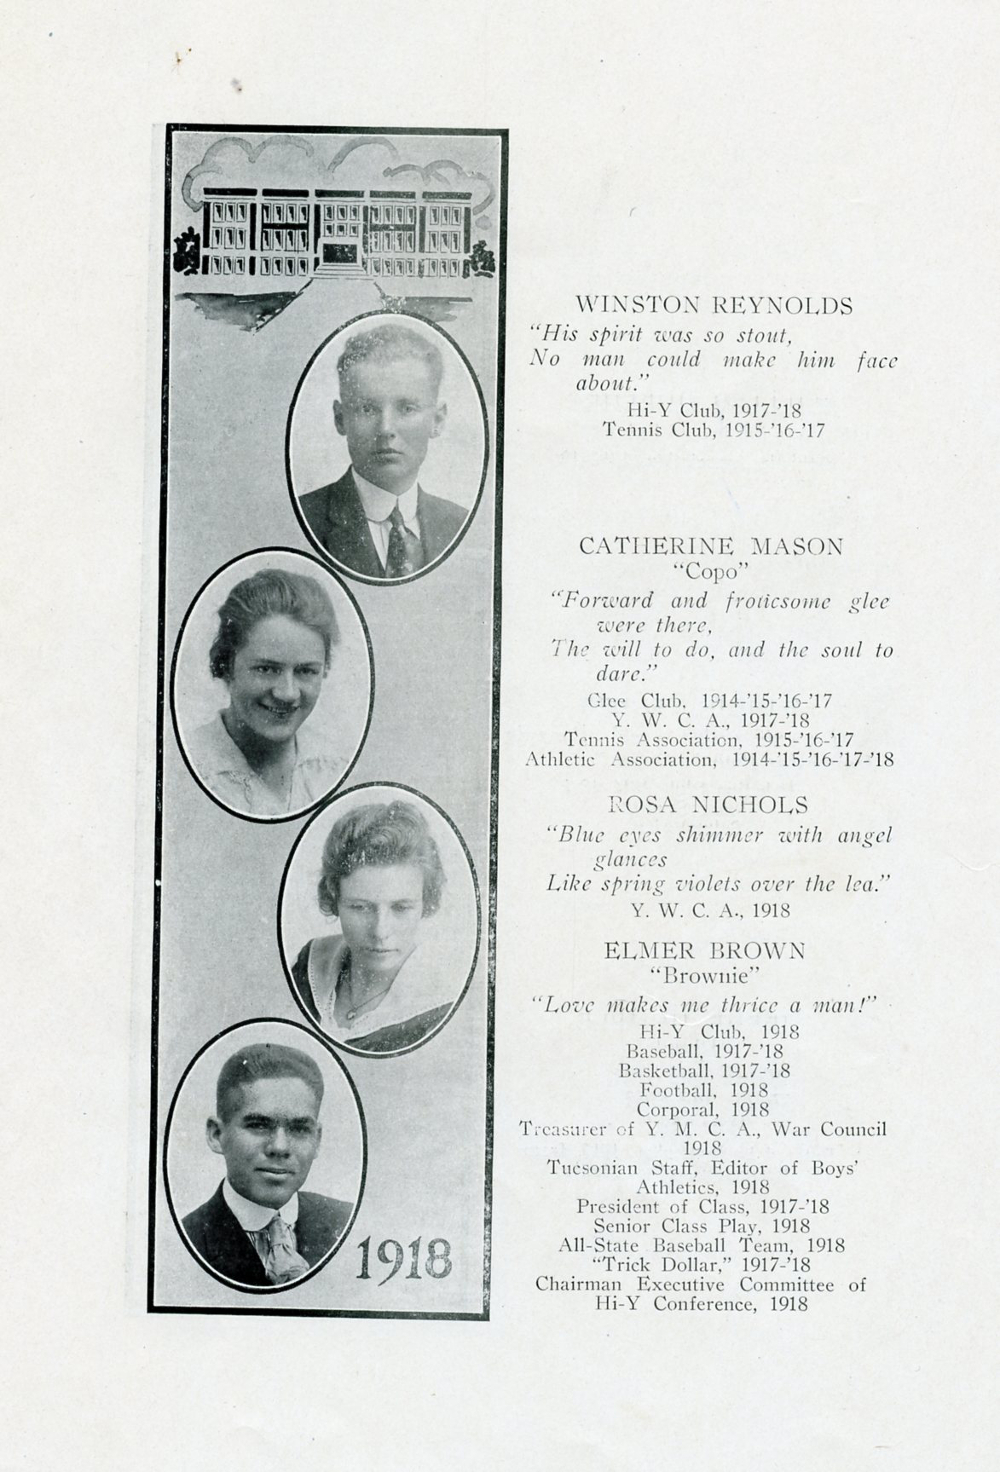 WINSTON REYNOLDS
"His spirit was so stout,
No man could make him face
about."
Hi-Y Club, 1917-'18
Tennis Club, 1915-'16-'17
CATHERINE MASON
"Copo"
"Forward and frolicsome glee
were there,
The will to do, and the soul to
dare."
Glee Club, 1914-'15-'16-'17
Y. W. C. A., 1917-'18
Tennis Association, 1915-'16-'17
Athletic Association, 1914-'15-'16-'17-'18
ROSA NICHOLS
"Blue eyes shimmer with angel
glances
Like spring violets over the lea."
Y. W. C. A., 1918
ELMER BROWN
"Brownie"
"Love makes me thrice a man!"
Hi-Y Club, 1918
Baseball, 1917-'18
Basketball, 1917-'18
Football, 1918
Corporal, 1918
Treasurer of Y. M. C. A., War Council
1918
Tucsonian Staff, Editor of Boys'
Athletics, 1918
President of Class, 1917-'18
Senior Class Play, 1918
All-State Baseball Team, 1918
"Trick Dollar," 1917-'18
Chairman Executive Committee of
Hi-Y Conference, 1918
1918